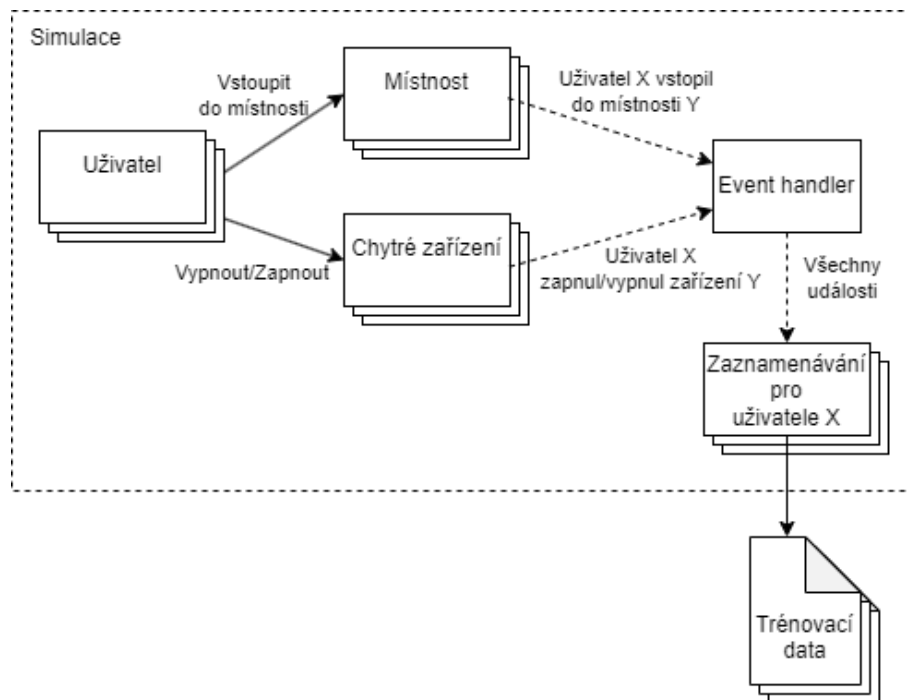 Simulace
Vstoupit
do místnosti
Místnost
Uživatel X vstopil
do místnosti Y
Uživatel
Event handler
Vypnout/Zapnout
Chytré zařízení
Uživatel X
zapnul/vypnul zařízení Y
Všechny
události
Zaznamenávání
pro
uživatele X
Trénovací
data